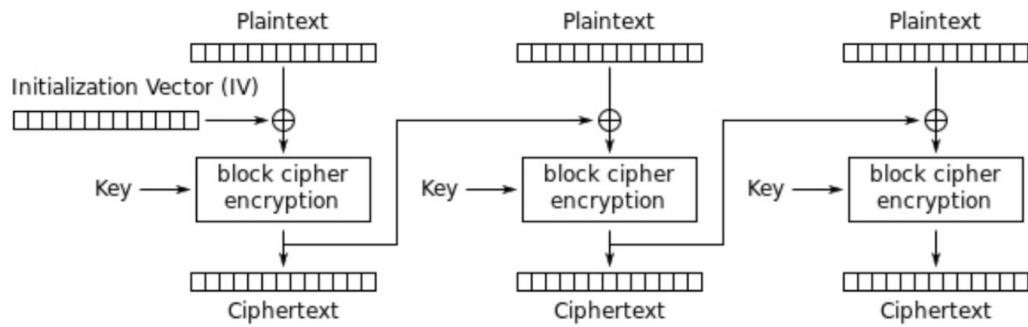 Plaintext
Plaintext
Plaintext
Initialization Vector (IV)
Key
block cipher
encryption
Key
block cipher
encryption
Key
block cipher
encryption
Ciphertext
Ciphertext
Ciphertext